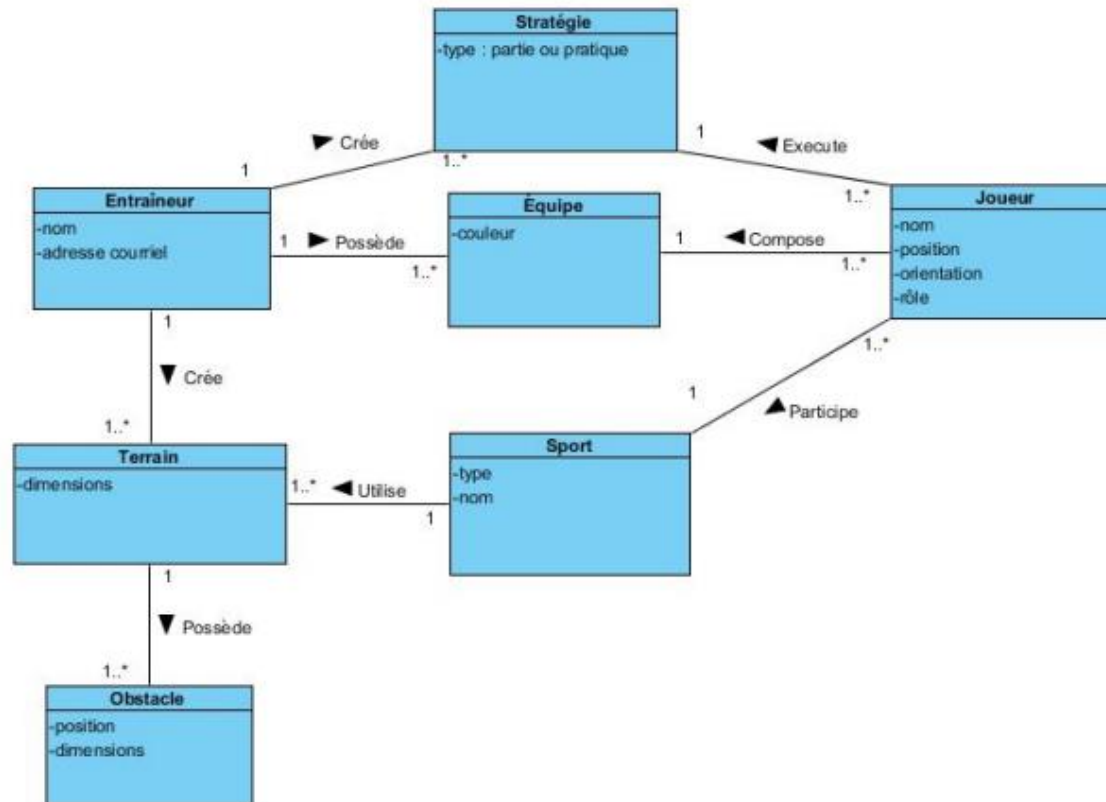 Stratégie
-type : partie ou pratique
Crée
1
1..*
1
Execute
1..*
Entraîneur
-nom
-adresse courriel
Équipe
-couleur
Joueur
-nom
-position
-orientation
-rôle
1
Possède
1..*
1
Compose
1..*
1
Crée
1..*
1..*
Participe
1
Terrain
-dimensions
1..*
Utilise
1
Sport
-type
-nom
1
Possède
1..*
Obstacle
-position
-dimensions